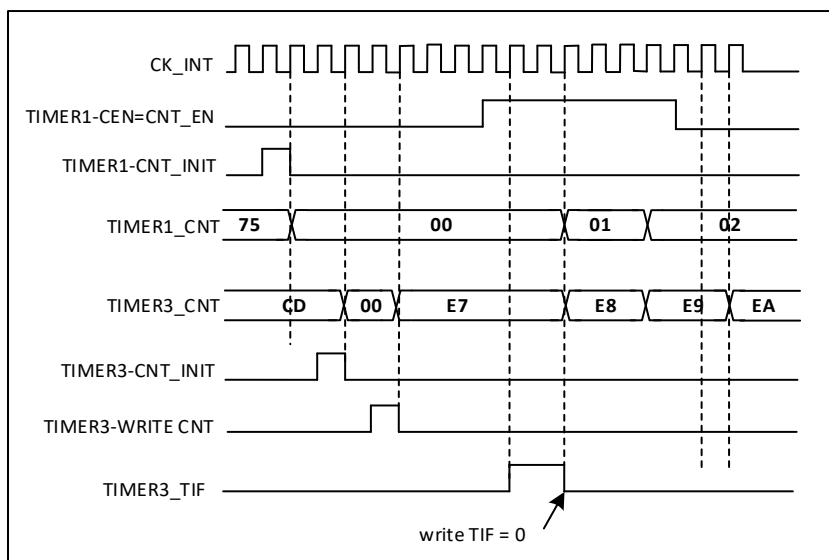 CK_INT
TIMER1-CEN=CNT_EN
TIMER1-CNT_INIT
TIMER1_CNT 75 00 01 02
TIMER3_CNT CD 00 E7 E8 E9 EA
TIMER3-CNT_INIT
TIMER3-WRITE CNT
TIMER3_TIF
write TIF = 0